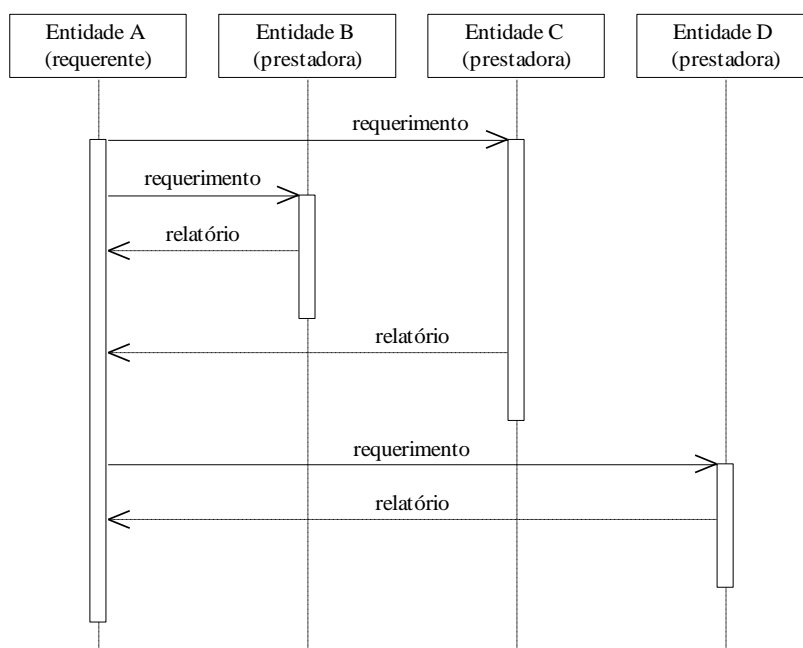 Entidade A
(requerente)
Entidade B
(prestadora)
Entidade C
(prestadora)
Entidade D
(prestadora)
requerimento
requerimento
relatório
relatório
requerimento
relatório